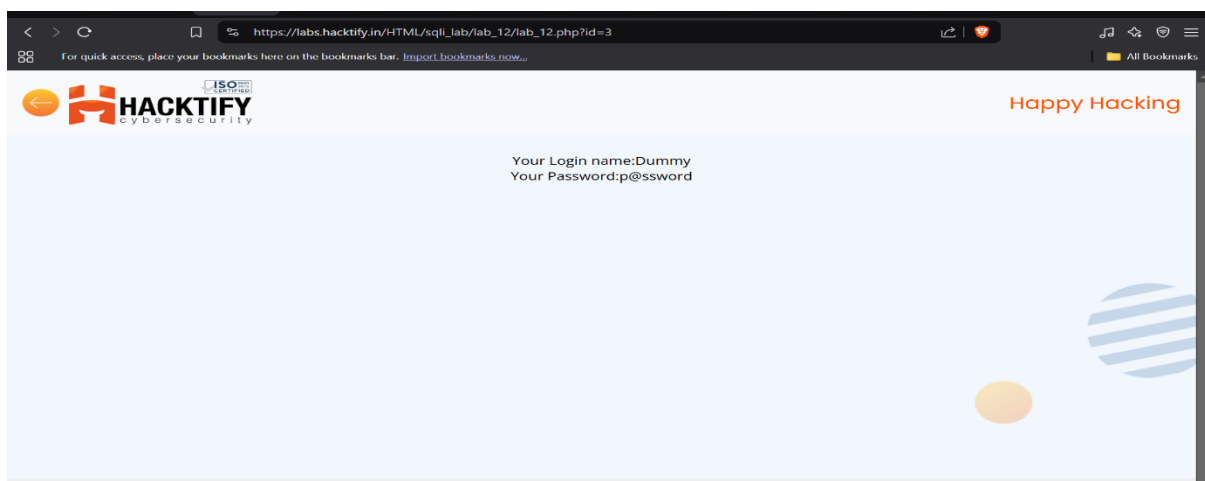 https://labs.hacktify.in/HTML/sqli_lab/lab_12/lab_12.php?id=3
For quick access, place your bookmarks here on the bookmarks bar. Import bookmarks now...
All Bookmarks
ISO
CERTIFIED
HACKTIFY
cybersecurity
Happy Hacking
Your Login name:Dummy
Your Password:p@ssword